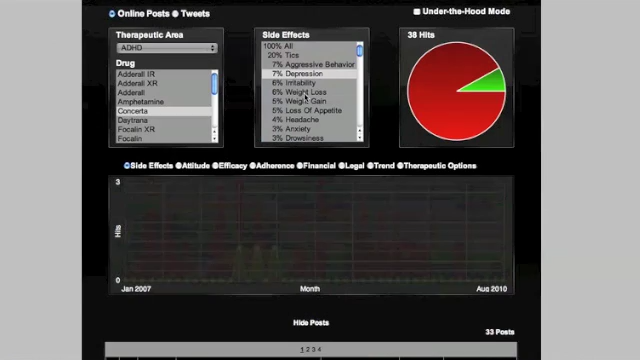 Online Posts Tweets
Under-the-Hood Mode
Therapeutic Area
ADHD
Drug
Adderall IR
Adderall XR
Adderall
Amphetamine
Concerta
Daytrana
Focalin XR
Focalin
Side Effects
100% All
20% Tics
7% Aggressive Behavior
7% Depression
6% Irritability
6% Weight Loss
5% Weight Gain
5% Loss Of Appetite
4% Headache
3% Anxiety
3% Drowsiness
38 Hits
Side Effects Attitude Efficacy Adherence Financial Legal Trend Therapeutic Options
3
Hits
0
Jan 2007
Month
Aug 2010
Hide Posts
33 Posts
1 2 3 4